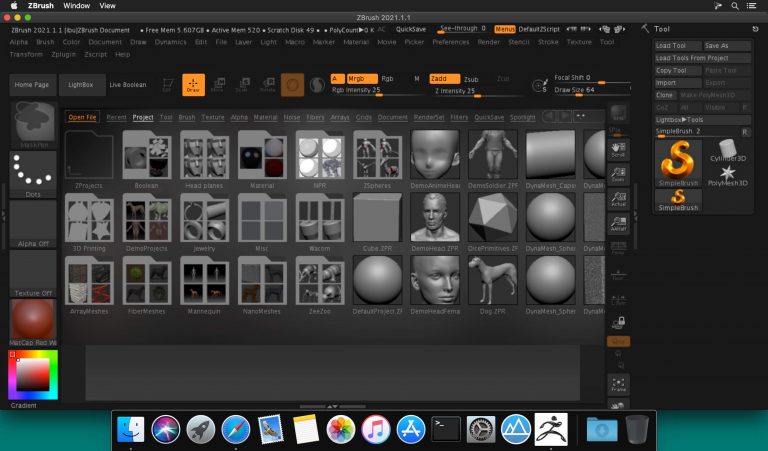 ZBrush Window View
ZBrush 2021.1.1
ZBrush 2021.1.1 [ibu]ZBrush Document • Free Mem 5.607GB • Active Mem 520 • Scratch Disk 49 • • PolyCount▶0 K AC QuickSave See-through 0 Menus DefaultZScript
Alpha Brush Color Document Draw Dynamics Edit File Layer Light Macro Marker Material Movie Picker Preferences Render Stencil Stroke Texture Tool
Transform Zplugin Zscript Help
Home Page LightBox Live Boolean Edit Draw Move Scale Rotate A Mrgb Rgb M Zadd Zsub Zcut Focal Shift 0
Rgb Intensity 25 Z Intensity 25 S Draw Size 64
Open File Recent Project Tool Brush Texture Alpha Material Noise Fibers Arrays Grids Document RenderSet Filters QuickSave Spotlight
MaskPen
ZProjects Boolean Head planes Material NPR ZSpheres DemoAnimeHead DemoSoldier.ZPR DynaMesh_Caps
Dots
3D Printing DemoProjects Jewelry Misc Wacom Cube.ZPR DemoHead.ZPR DicePrimitives.ZP DynaMesh_Spher
Alpha Off
ArrayMeshes FiberMeshes Mannequin NanoMeshes ZeeZoo DefaultProject.ZF DemoHeadFema Dog.ZPR DynaMesh_Spher
Texture Off
MatCap Red Wa
Gradient
SPix
Scroll
Zoom
Actual
AAHalf
Persp
Floor
Frame
Tool
Load Tool Save As
Load Tools From Project
Copy Tool Paste Tool
Import Export
Clone Make PolyMesh3D
GoZ All Visible R
Lightbox▶Tools
SimpleBrush 2 R
SimpleBrush Cylinder3D
PolyMesh3D
SimpleBrush